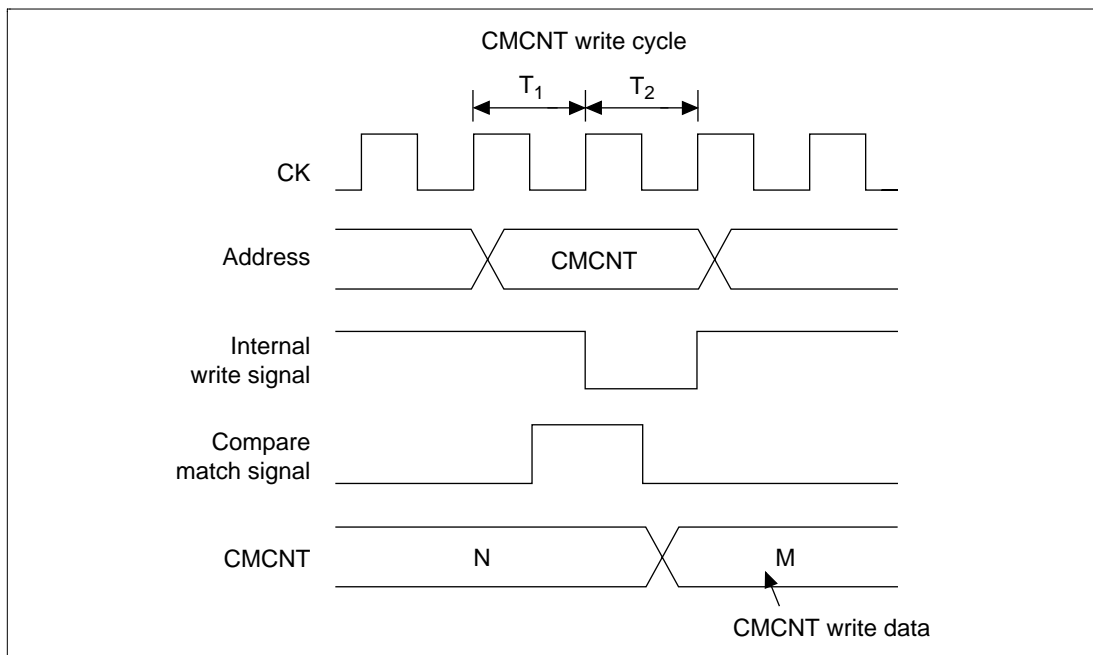 CMCNT write cycle
T1 T2
CK
Address
CMCNT
Internal
write signal
Compare
match signal
CMCNT
N
M
CMCNT write data